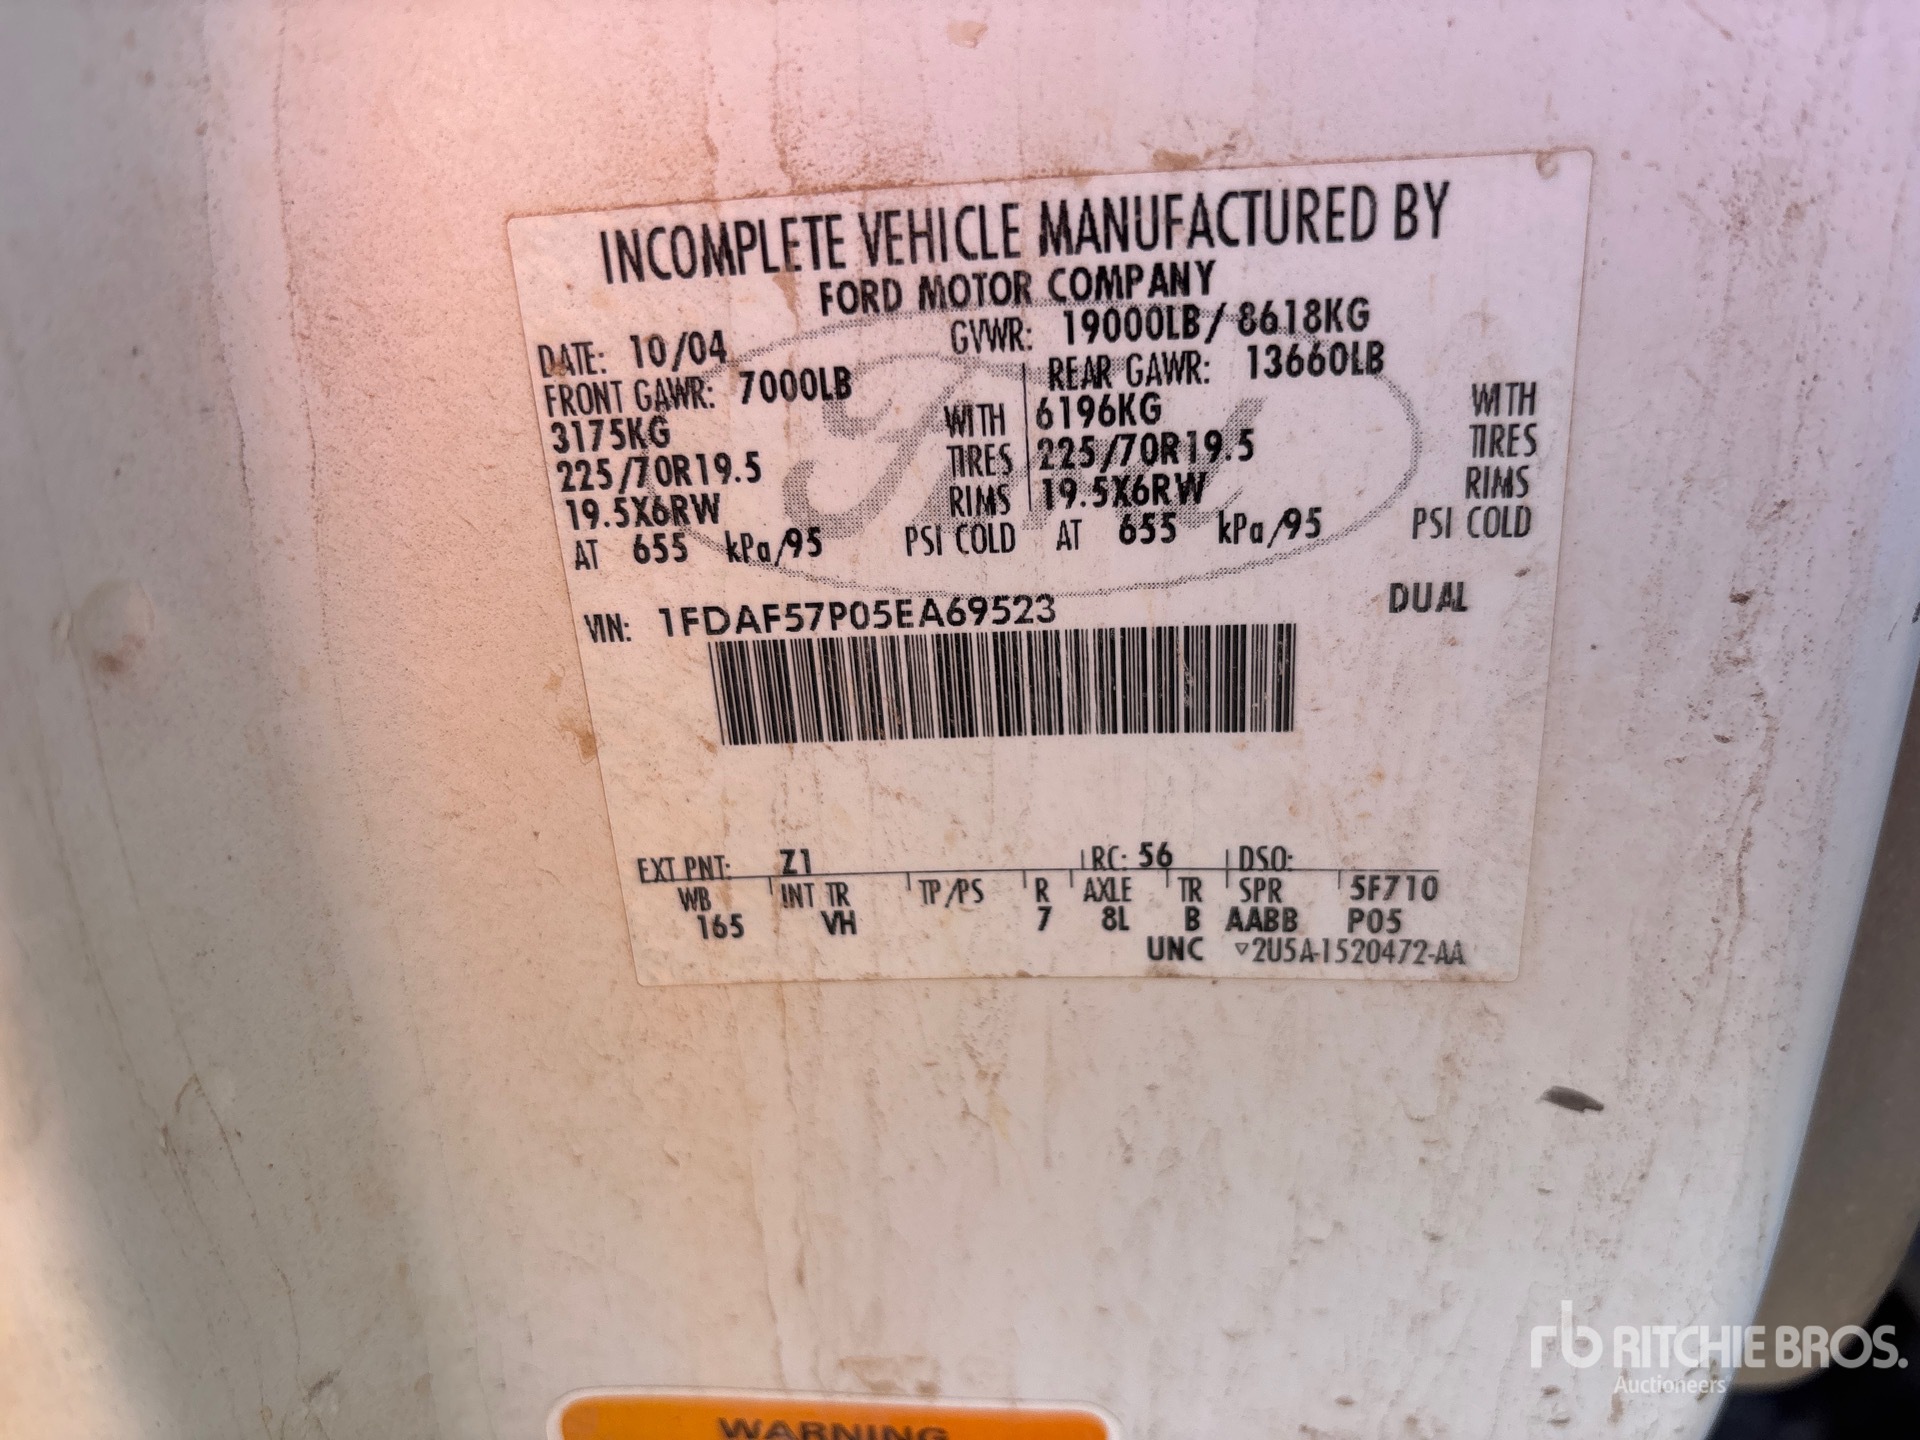 INCOMPLETE VEHICLE MANUFACTURED BY
FORD MOTOR COMPANY
DATE: 10/04 GVWR: 19000LB/ 8618KG
FRONT GAWR: 7000LB REAR GAWR: 13660LB
3175KG WITH 6196KG WITH
225/70R19.5 TIRES 225/70R19.5 TIRES
19.5X6RW RIMS 19.5X6RW RIMS
AT 655 kPa/95 PSI COLD AT 655 kPa/95 PSI COLD
VIN: 1FDAF57P05EA69523 DUAL
EXT PNT: Z1 RC: 56 DSO:
WB INT TR TP/PS R AXLE TR SPR 5F710
165 VH 7 8L B AABB P05
UNC ▽2U5A-1520472-AA
WARNING
rb RITCHIE BROS.
Auctioneers